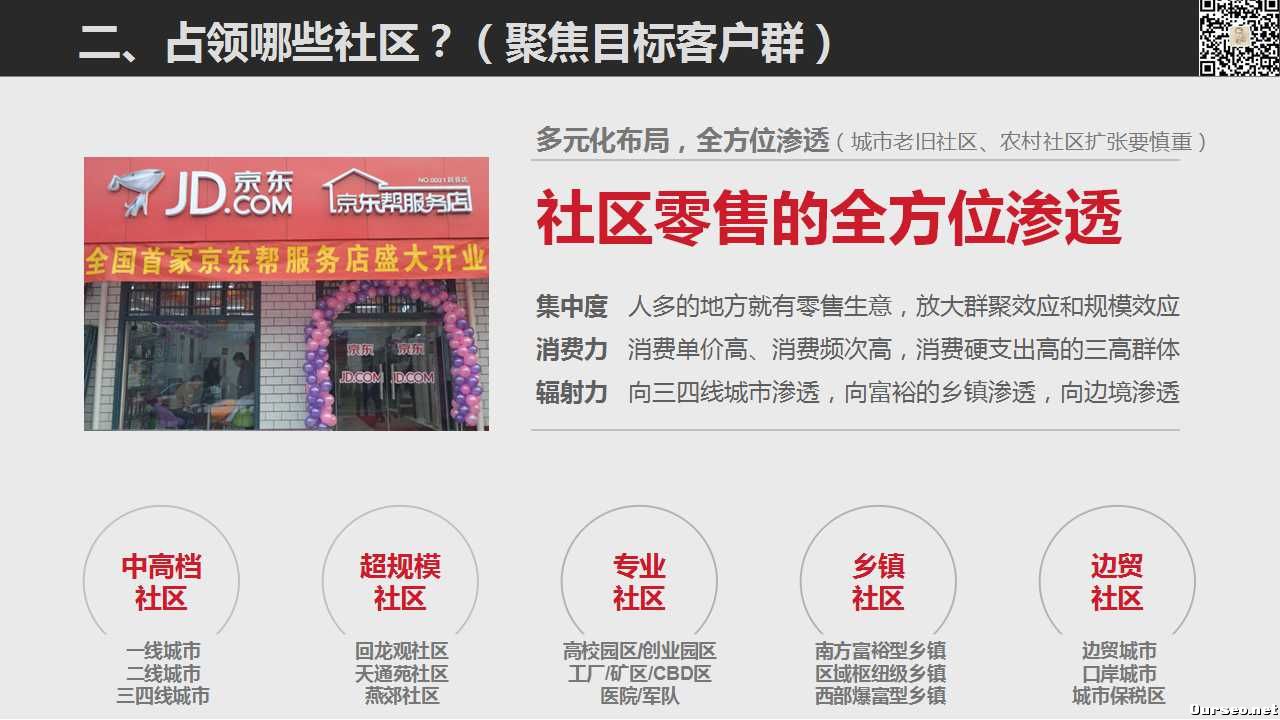 二、占领哪些社区？（聚焦目标客户群）
多元化布局，全方位渗透（城市老旧社区、农村社区扩张要慎重）
社区零售的全方位渗透
JD.COM 京东
京东帮服务店
全国首家京东帮服务店盛大开业
京东 京东
JD.COM JD.COM
集中度 人多的地方就有零售生意，放大群聚效应和规模效应
消费力 消费单价高、消费频次高，消费硬支出高的三高群体
辐射力 向三四线城市渗透，向富裕的乡镇渗透，向边境渗透
中高档
社区
一线城市
二线城市
三四线城市
超规模
社区
回龙观社区
天通苑社区
燕郊社区
专业
社区
高校园区/创业园区
工厂/矿区/CBD区
医院/军队
乡镇
社区
南方富裕型乡镇
区域枢纽级乡镇
西部爆富型乡镇
边贸
社区
边贸城市
口岸城市
城市保税区
Durseo.net